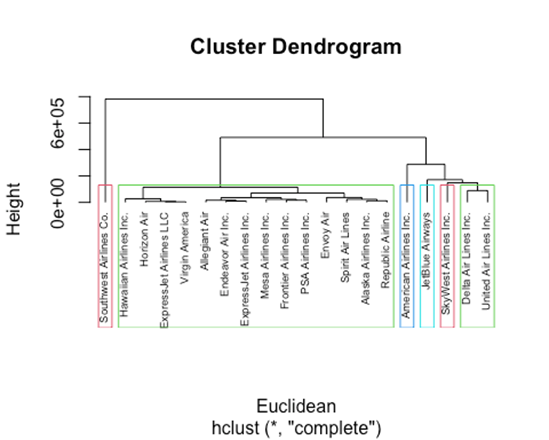 Cluster Dendrogram
Height
0e+00 6e+05
Southwest Airlines Co.
Hawaiian Airlines Inc.
Horizon Air
ExpressJet Airlines LLC
Virgin America
Allegiant Air
Endeavor Air Inc.
ExpressJet Airlines Inc.
Mesa Airlines Inc.
Frontier Airlines Inc.
PSA Airlines Inc.
Envoy Air
Spirit Air Lines
Alaska Airlines Inc.
Republic Airline
American Airlines Inc.
JetBlue Airways
SkyWest Airlines Inc.
Delta Air Lines Inc.
United Air Lines Inc.
Euclidean
hclust (*, "complete")